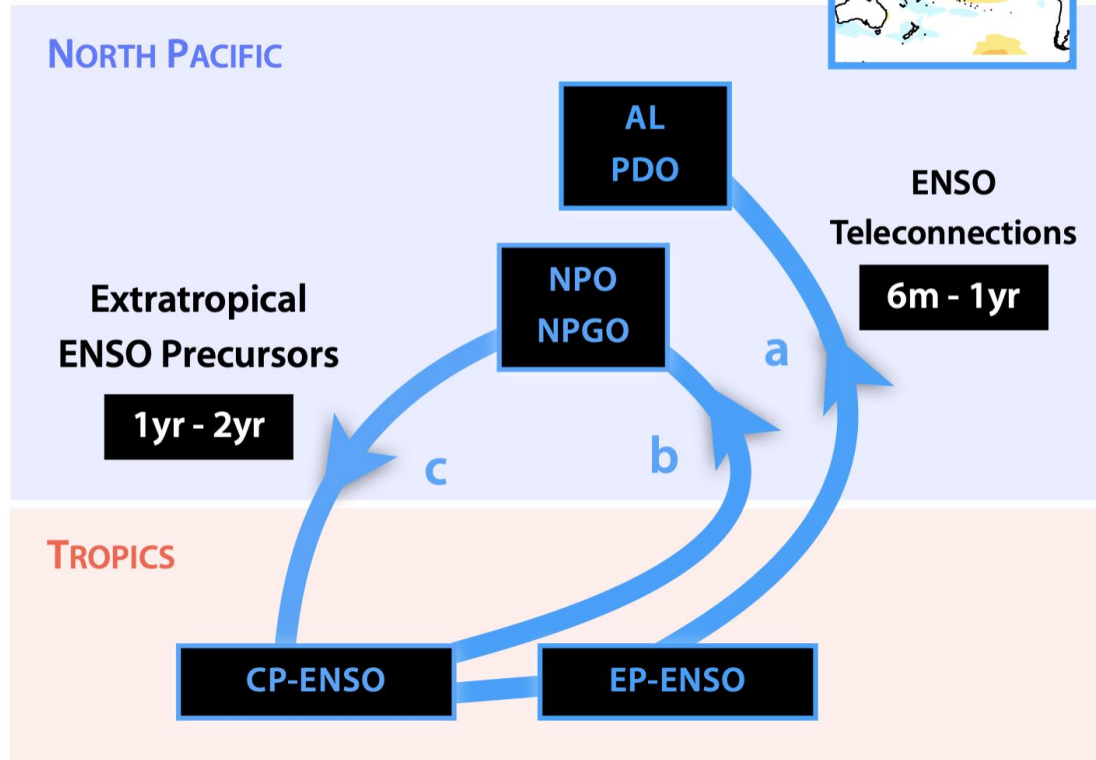 NORTH PACIFIC
AL
PDO
ENSO
Teleconnections
6m - 1yr
NPO
NPGO
Extratropical
ENSO Precursors
1yr - 2yr
a
b
c
TROPICS
CP-ENSO
EP-ENSO